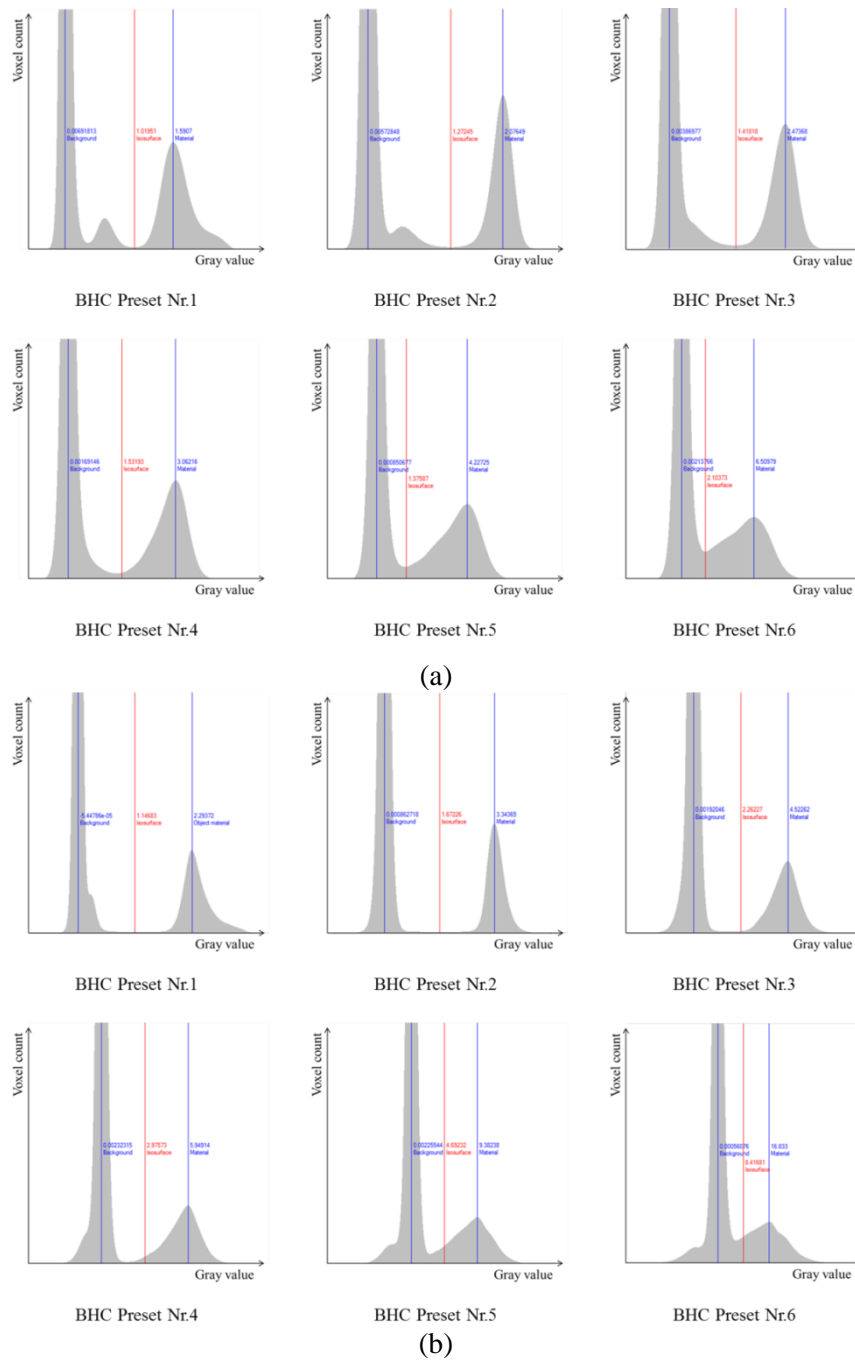 Voxel count
0.00691813
Background
1.01951
Isosurface
1.5907
Material
Gray value
BHC Preset Nr.1
Voxel count
0.00572848
Background
1.27245
Isosurface
2.07649
Material
Gray value
BHC Preset Nr.2
Voxel count
0.00386977
Background
1.41818
Isosurface
2.47368
Material
Gray value
BHC Preset Nr.3
Voxel count
0.00169146
Background
1.53193
Isosurface
3.06216
Material
Gray value
BHC Preset Nr.4
Voxel count
0.000850677
Background
1.37587
Isosurface
4.22725
Material
Gray value
BHC Preset Nr.5
Voxel count
0.00213766
Background
2.10373
Isosurface
6.50979
Material
Gray value
BHC Preset Nr.6
(a)
Voxel count
-5.44786e-05
Background
1.14683
Isosurface
2.29372
Object material
Gray value
BHC Preset Nr.1
Voxel count
0.000862718
Background
1.67226
Isosurface
3.34365
Material
Gray value
BHC Preset Nr.2
Voxel count
0.00192046
Background
2.26227
Isosurface
4.52262
Material
Gray value
BHC Preset Nr.3
Voxel count
0.00232315
Background
2.97573
Isosurface
5.94914
Material
Gray value
BHC Preset Nr.4
Voxel count
0.00225544
Background
4.69232
Isosurface
9.38238
Material
Gray value
BHC Preset Nr.5
Voxel count
0.00056076
Background
8.41681
Isosurface
16.833
Material
Gray value
BHC Preset Nr.6
(b)